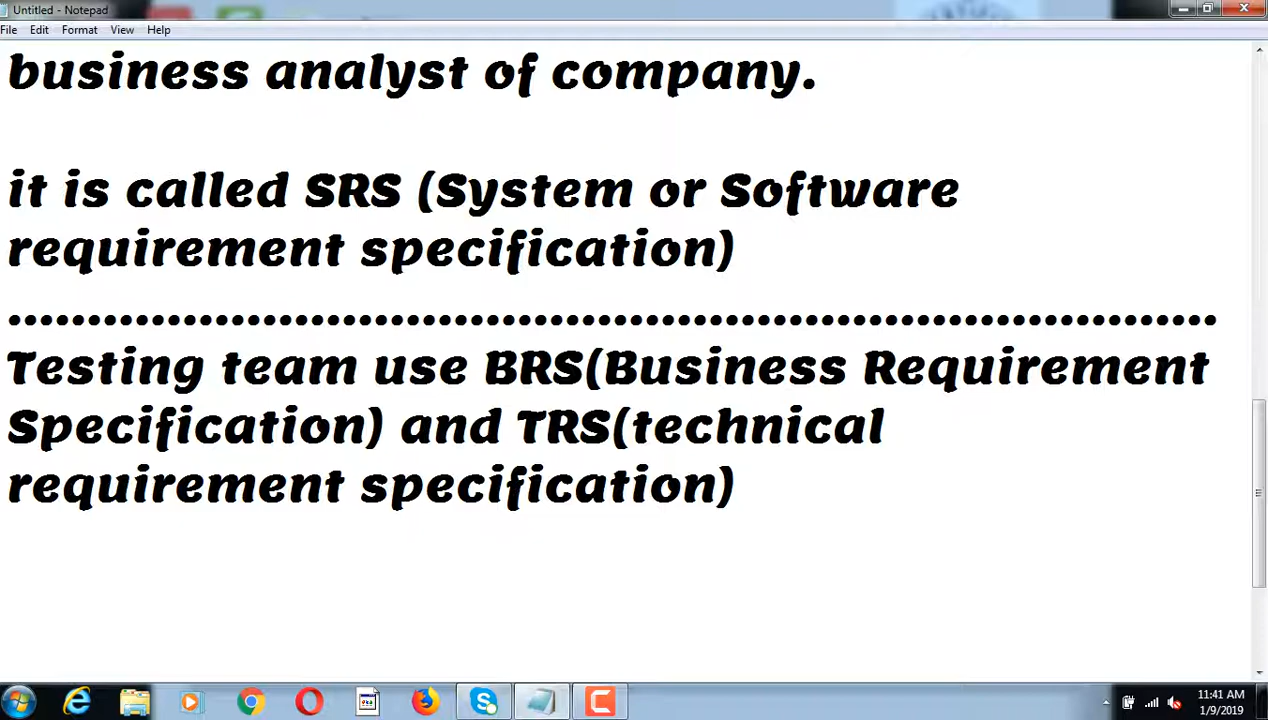 Untitled - Notepad
File Edit Format View Help
business analyst of company.
it is called SRS (System or Software
requirement specification)
............................................................................
Testing team use BRS(Business Requirement
Specification) and TRS(technical
requirement specification)
11:41 AM
1/9/2019